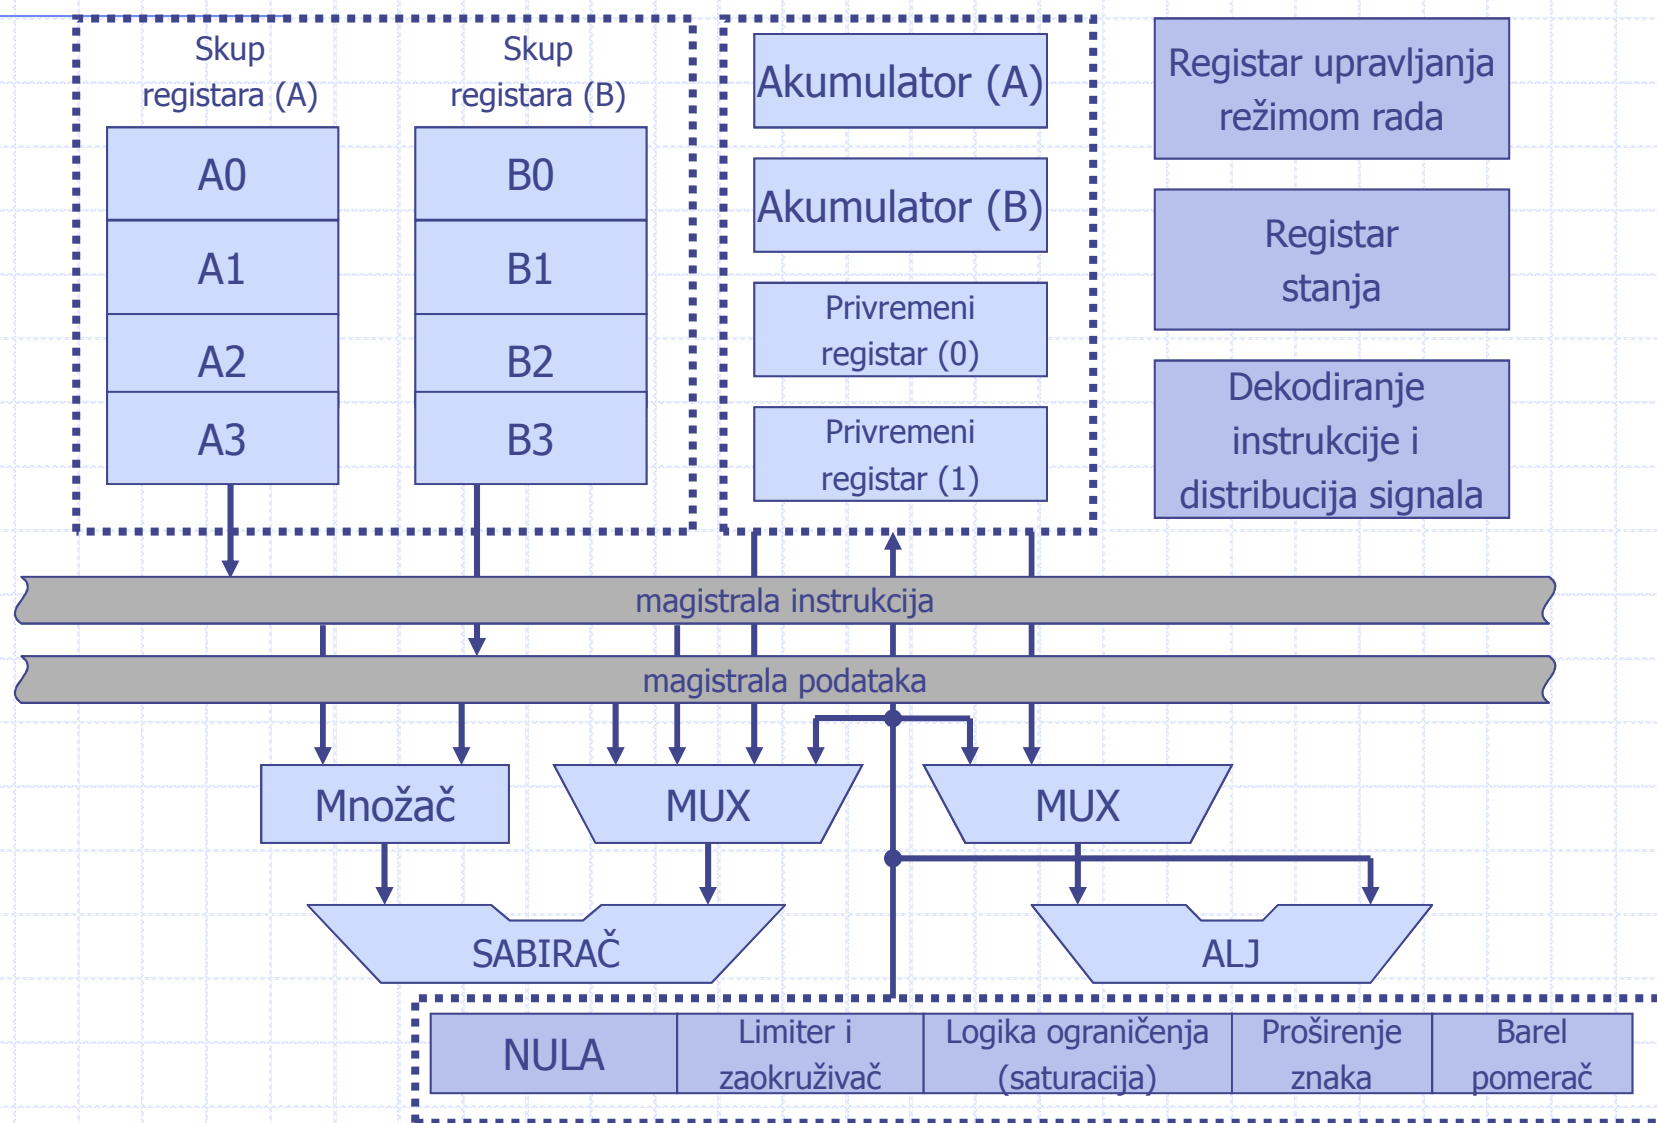 Skup
registara (A)
A0
A1
A2
A3
Skup
registara (B)
B0
B1
B2
B3
Akumulator (A)
Akumulator (B)
Privremeni
registar (0)
Privremeni
registar (1)
Registar upravljanja
režimom rada
Registar
stanja
Dekodiranje
instrukcije i
distribucija signala
magistrala instrukcija
magistrala podataka
Množač
MUX
MUX
SABIRAČ
ALJ
NULA
Limiter i
zaokruživač
Logika ograničenja
(saturacija)
Proširenje
znaka
Barel
pomerač